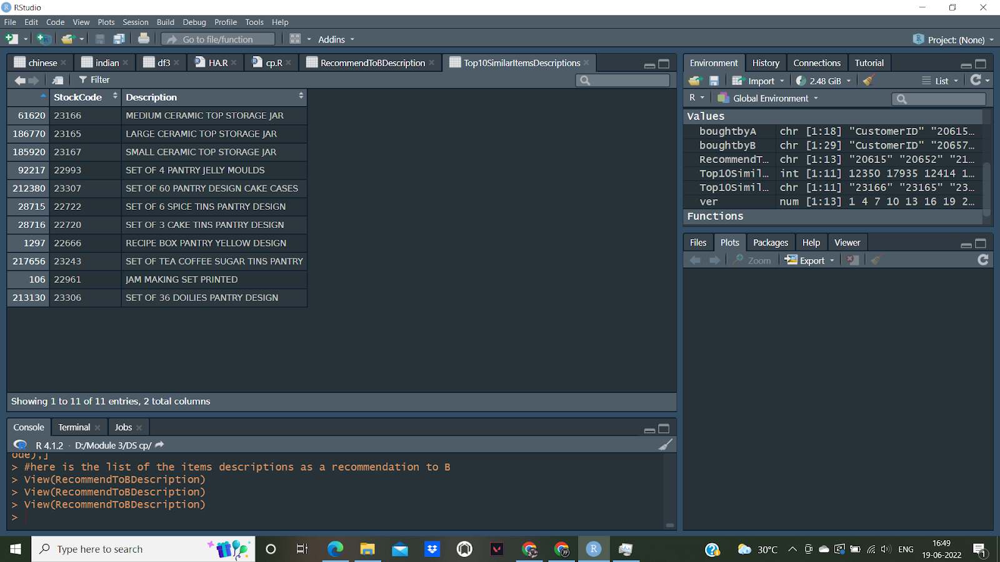 RStudio
File Edit Code View Plots Session Build Debug Profile Tools Help
Go to file/function Addins Project: (None)
chinese indian df3 HA.R cp.R RecommendToBDescription Top10SimilarItemsDescriptions
Filter
StockCode Description
61620 23166 MEDIUM CERAMIC TOP STORAGE JAR
186770 23165 LARGE CERAMIC TOP STORAGE JAR
185920 23167 SMALL CERAMIC TOP STORAGE JAR
92217 22993 SET OF 4 PANTRY JELLY MOULDS
212380 23307 SET OF 60 PANTRY DESIGN CAKE CASES
28715 22722 SET OF 6 SPICE TINS PANTRY DESIGN
28716 22720 SET OF 3 CAKE TINS PANTRY DESIGN
1297 22666 RECIPE BOX PANTRY YELLOW DESIGN
217656 23243 SET OF TEA COFFEE SUGAR TINS PANTRY
106 22961 JAM MAKING SET PRINTED
213130 23306 SET OF 36 DOILIES PANTRY DESIGN
Showing 1 to 11 of 11 entries, 2 total columns
Console Terminal Jobs
R 4.1.2 · D:/Module 3/DS cp/
ode),]
> #here is the list of the items descriptions as a recommendation to B
> View(RecommendToBDescription)
> View(RecommendToBDescription)
> View(RecommendToBDescription)
>
Environment History Connections Tutorial
Import 2.48 GiB List
R Global Environment
Values
boughtbyA chr [1:18] "CustomerID" "20615…
boughtbyB chr [1:29] "CustomerID" "20657…
RecommendT… chr [1:13] "20615" "20652" "21…
Top10Simil… int [1:11] 12350 17935 12414 1…
Top10Simil… chr [1:11] "23166" "23165" "23…
ver num [1:13] 1 4 7 10 13 16 19 2…
Functions
Files Plots Packages Help Viewer
Zoom Export
Type here to search
30°C ENG
16:49
19-06-2022
1